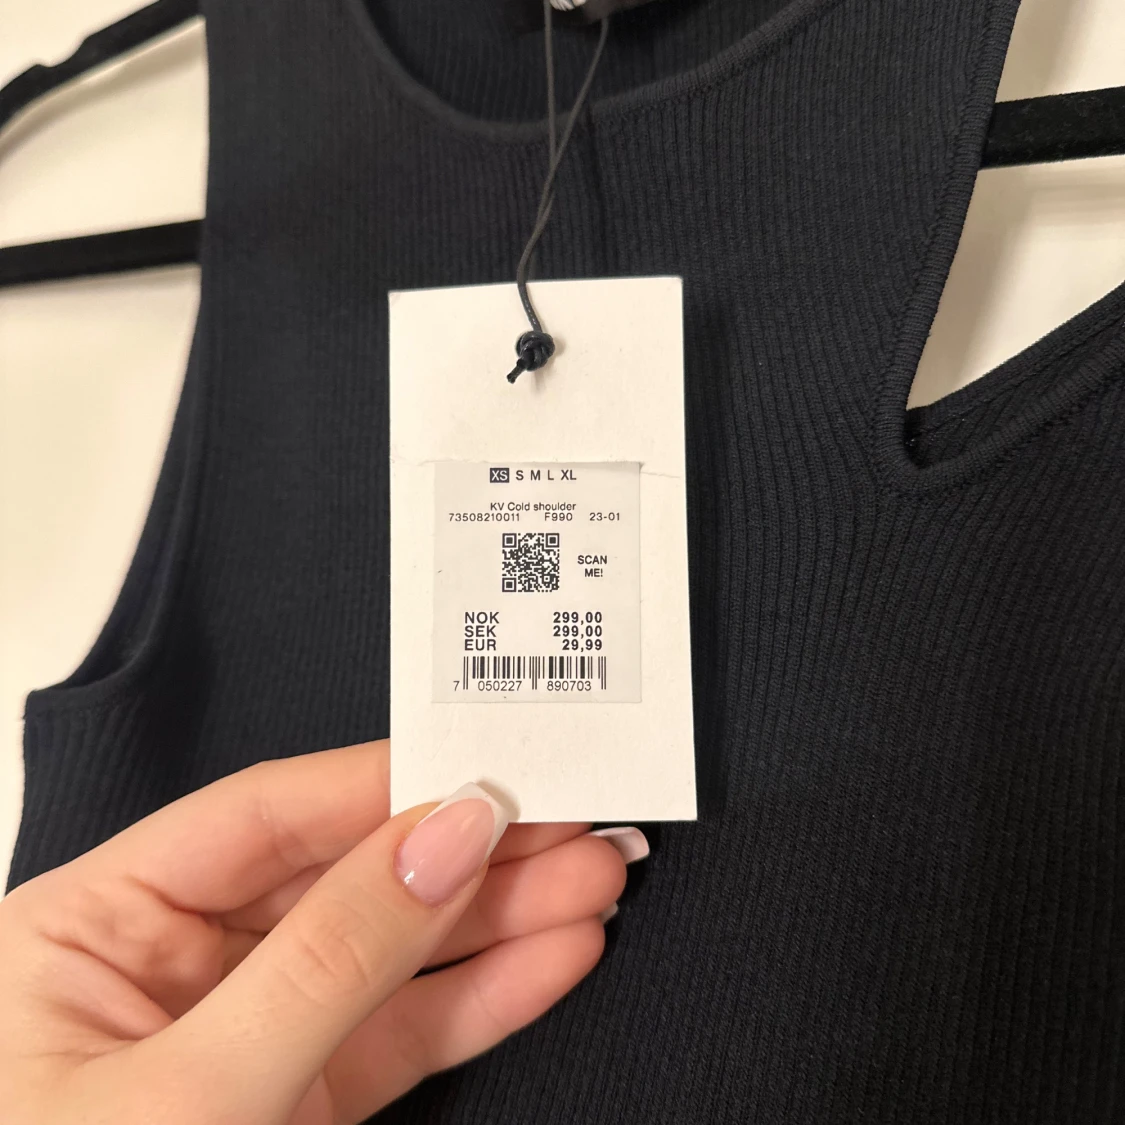 XS S M L XL
KV Cold shoulder
73508210011 F990 23-01
SCAN
ME!
NOK 299,00
SEK 299,00
EUR 29,99
7 050227 890703